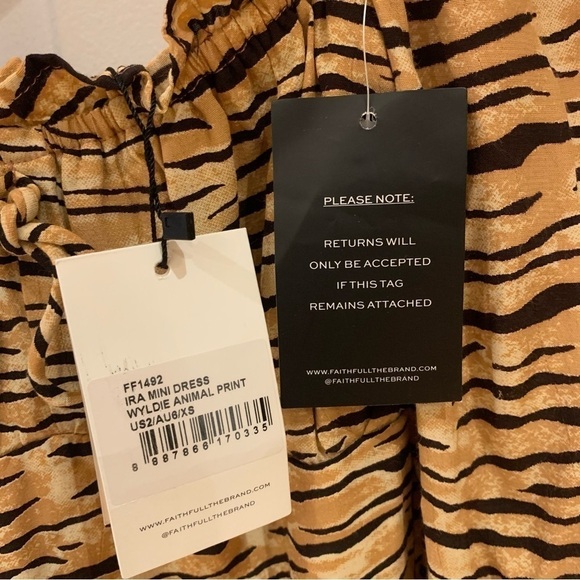 PLEASE NOTE:
RETURNS WILL
ONLY BE ACCEPTED
IF THIS TAG
REMAINS ATTACHED
WWW.FAITHFULLTHEBRAND.COM
@FAITHFULLTHEBRAND
FF1492
IRA MINI DRESS
WYLDIE ANIMAL PRINT
US2/AU6/XS
8 887866 170335
WWW.FAITHFULLTHEBRAND.COM
@FAITHFULLTHEBRAND